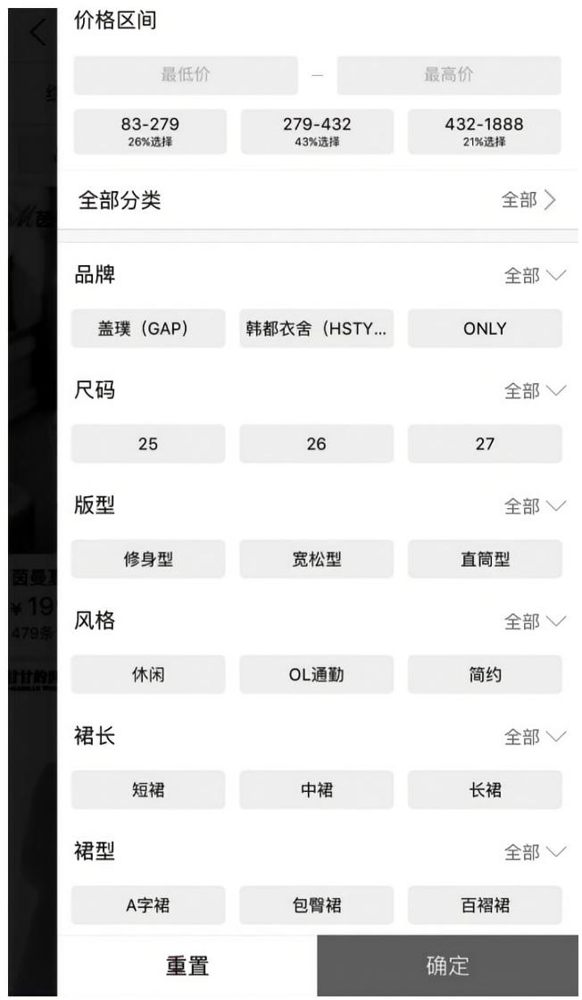 价格区间
最低价 — 最高价
83-279 279-432 432-1888
26%选择 43%选择 21%选择
全部分类 全部
品牌 全部
盖璞（GAP） 韩都衣舍（HSTY... ONLY
尺码 全部
25 26 27
版型 全部
修身型 宽松型 直筒型
风格 全部
休闲 OL通勤 简约
裙长 全部
短裙 中裙 长裙
裙型 全部
A字裙 包臀裙 百褶裙
重置 确定
茵曼
¥ 19
479条